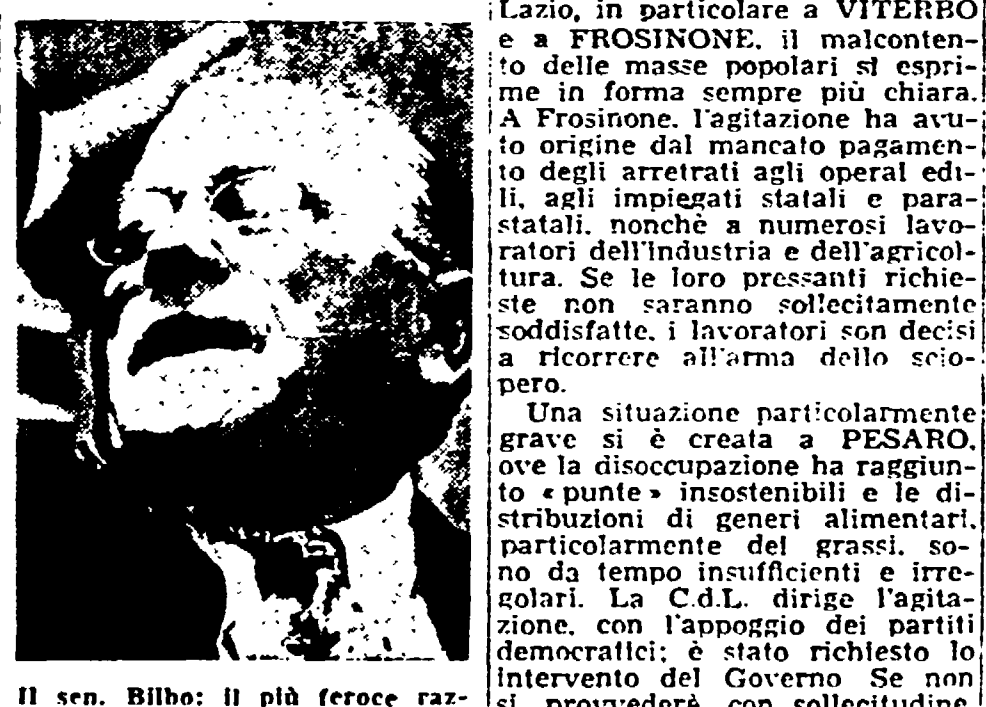 Il sen. Bilbo: il più feroce raz-
Lazio, in particolare a VITERBO
e a FROSINONE. il malconten-
to delle masse popolari si espri-
me in forma sempre più chiara.
A Frosinone. l'agitazione ha avu-
to origine dal mancato pagamen-
to degli arretrati agli operai edi-
li, agli impiegati statali e para-
statali. nonchè a numerosi lavo-
ratori dell'industria e dell'agricol-
tura. Se le loro pressanti richie-
ste non saranno sollecitamente
soddisfatte. i lavoratori son decisi
a ricorrere all'arma dello scio-
pero.
Una situazione particolarmente
grave si è creata a PESARO.
ove la disoccupazione ha raggiun-
to « punte » insostenibili e le di-
stribuzioni di generi alimentari.
particolarmente dei grassi. so-
no da tempo insufficienti e irre-
golari. La C.d.L. dirige l'agita-
zione. con l'appoggio dei partiti
democratici; è stato richiesto lo
intervento del Governo Se non
si provvederà con sollecitudine